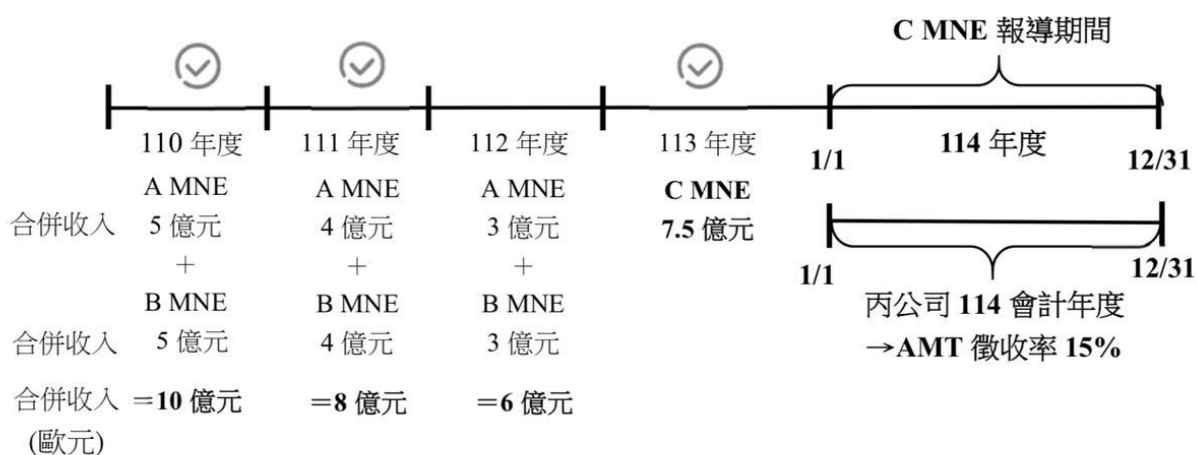 C MNE 報導期間
110 年度 111 年度 112 年度 113 年度 1/1 114 年度 12/31
A MNE A MNE A MNE C MNE
合併收入 5 億元 4 億元 3 億元 7.5 億元
+ + +
1/1 12/31
B MNE B MNE B MNE 丙公司 114 會計年度
合併收入 5 億元 4 億元 3 億元 →AMT 徵收率 15%
合併收入 =10 億元 =8 億元 =6 億元
(歐元)